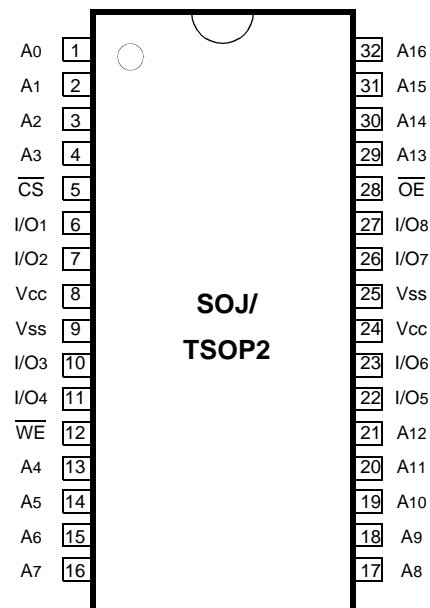 A0 1 32 A16
A1 2 31 A15
A2 3 30 A14
A3 4 29 A13
C̅S̅ 5 28 O̅E̅
I/O1 6 27 I/O8
I/O2 7 26 I/O7
Vcc 8 25 Vss
SOJ/
Vss 9 24 Vcc
TSOP2
I/O3 10 23 I/O6
I/O4 11 22 I/O5
W̅E̅ 12 21 A12
A4 13 20 A11
A5 14 19 A10
A6 15 18 A9
A7 16 17 A8